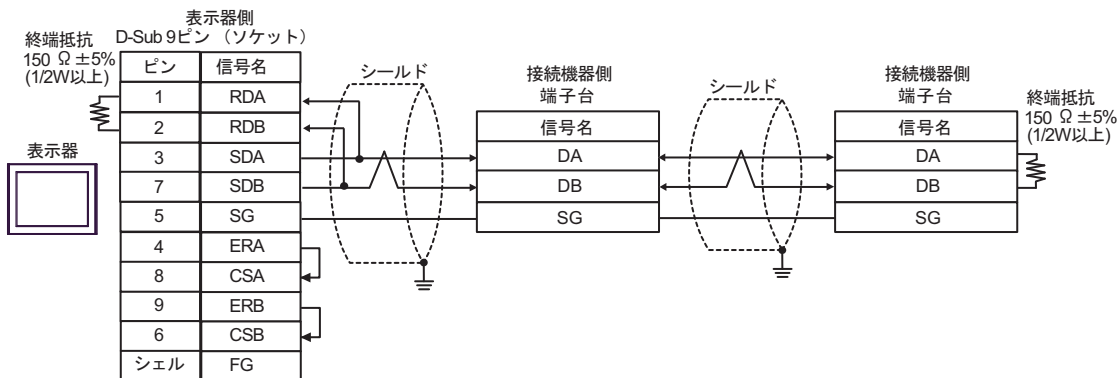 表示器側
D-Sub 9ピン （ソケット）
終端抵抗
150 Ω ±5%
(1/2W以上)
ピン 信号名
1 RDA
2 RDB
3 SDA
7 SDB
5 SG
4 ERA
8 CSA
9 ERB
6 CSB
シェル FG
表示器
シールド
接続機器側
端子台
信号名
DA
DB
SG
シールド
接続機器側
端子台
信号名
DA
DB
SG
終端抵抗
150 Ω ±5%
(1/2W以上)